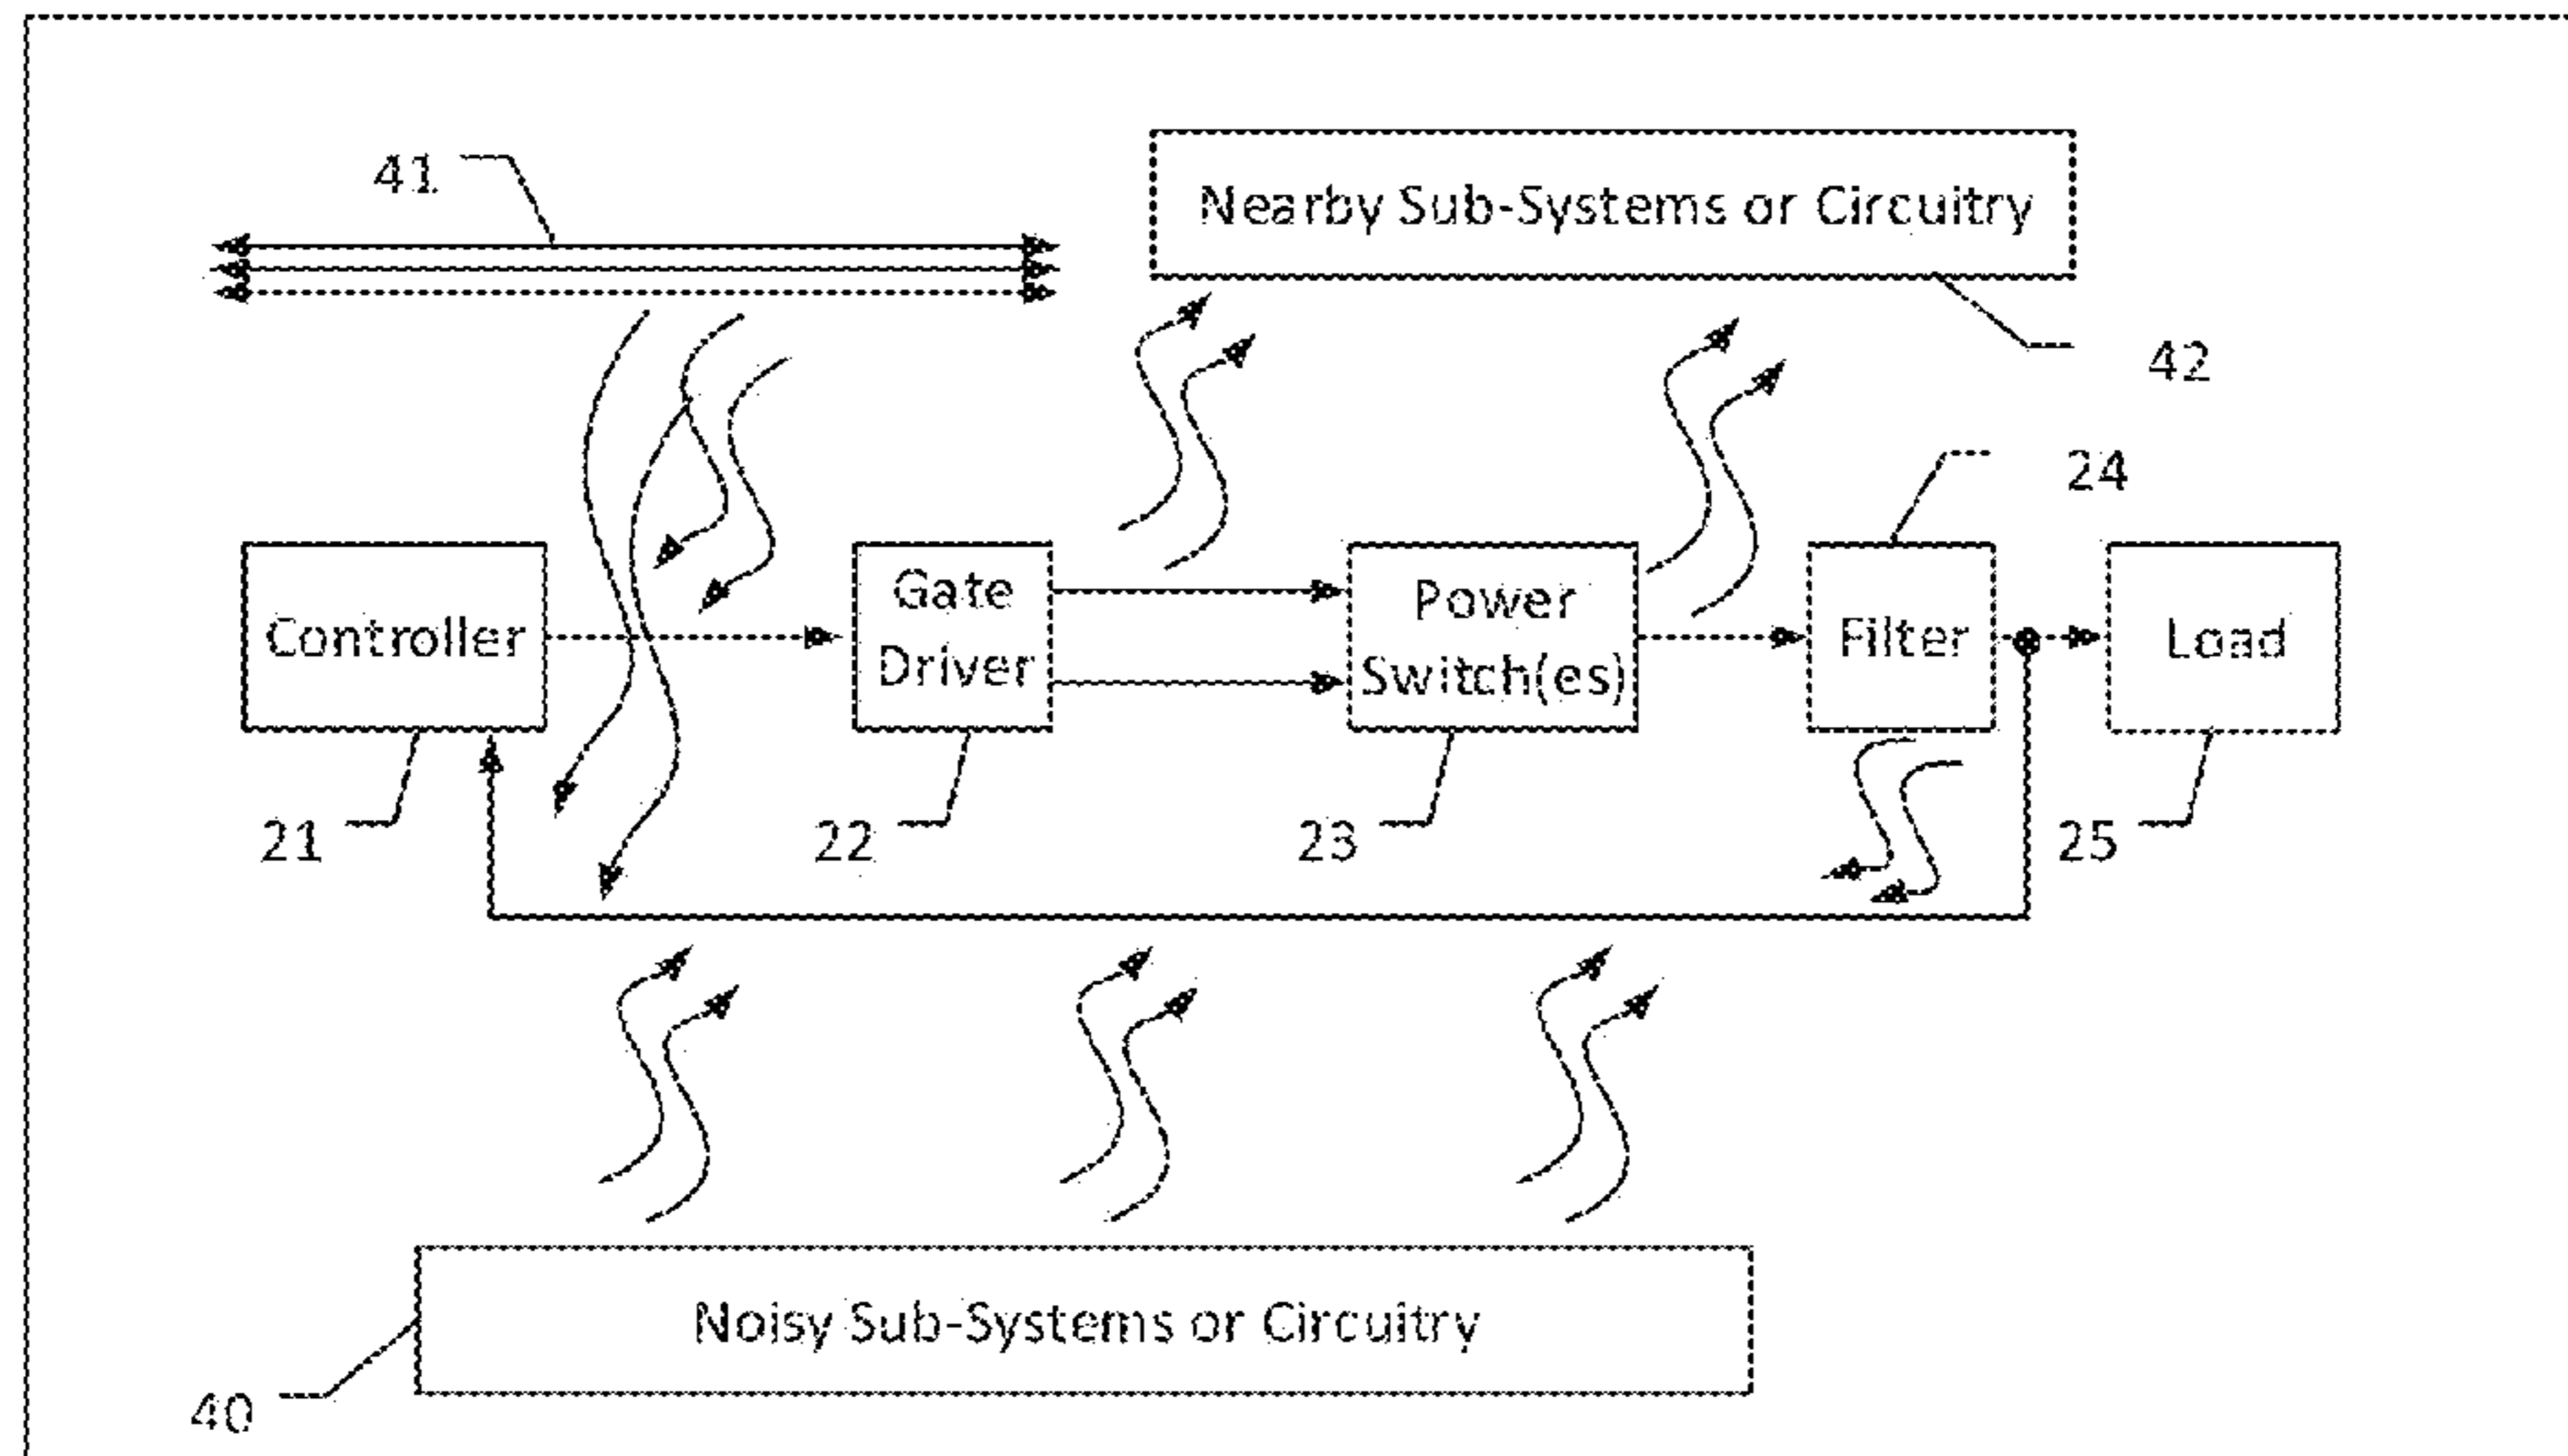 41
Nearby Sub-Systems or Circuitry
42
24
Controller
Gate
Driver
Power
Switch(es)
Filter
Load
21
22
23
25
Noisy Sub-Systems or Circuitry
40